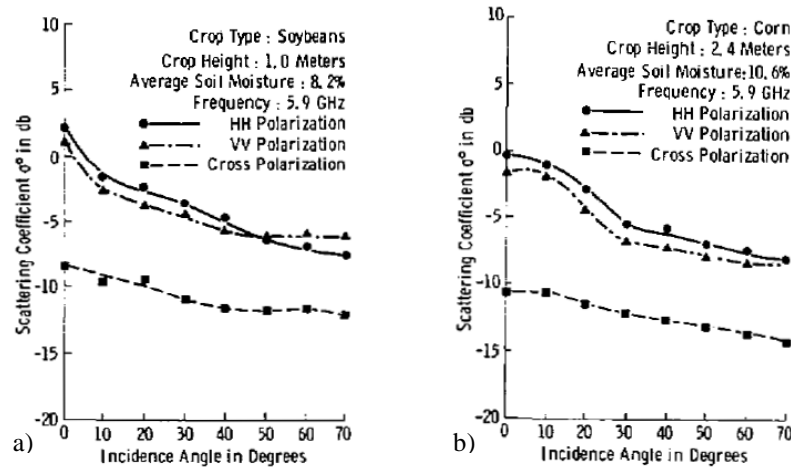 10
5
0
-5
-10
-15
-20
Scattering Coefficient σ° in db
Crop Type : Soybeans
Crop Height : 1.0 Meters
Average Soil Moisture : 8.2%
Frequency : 5.9 GHz
HH Polarization
VV Polarization
Cross Polarization
0 10 20 30 40 50 60 70
a) Incidence Angle in Degrees
10
5
0
-5
-10
-15
-20
Scattering Coefficient σ° in db
Crop Type : Corn
Crop Height : 2.4 Meters
Average Soil Moisture:10.6%
Frequency : 5.9 GHz
HH Polarization
VV Polarization
Cross Polarization
0 10 20 30 40 50 60 70
b) Incidence Angle in Degrees